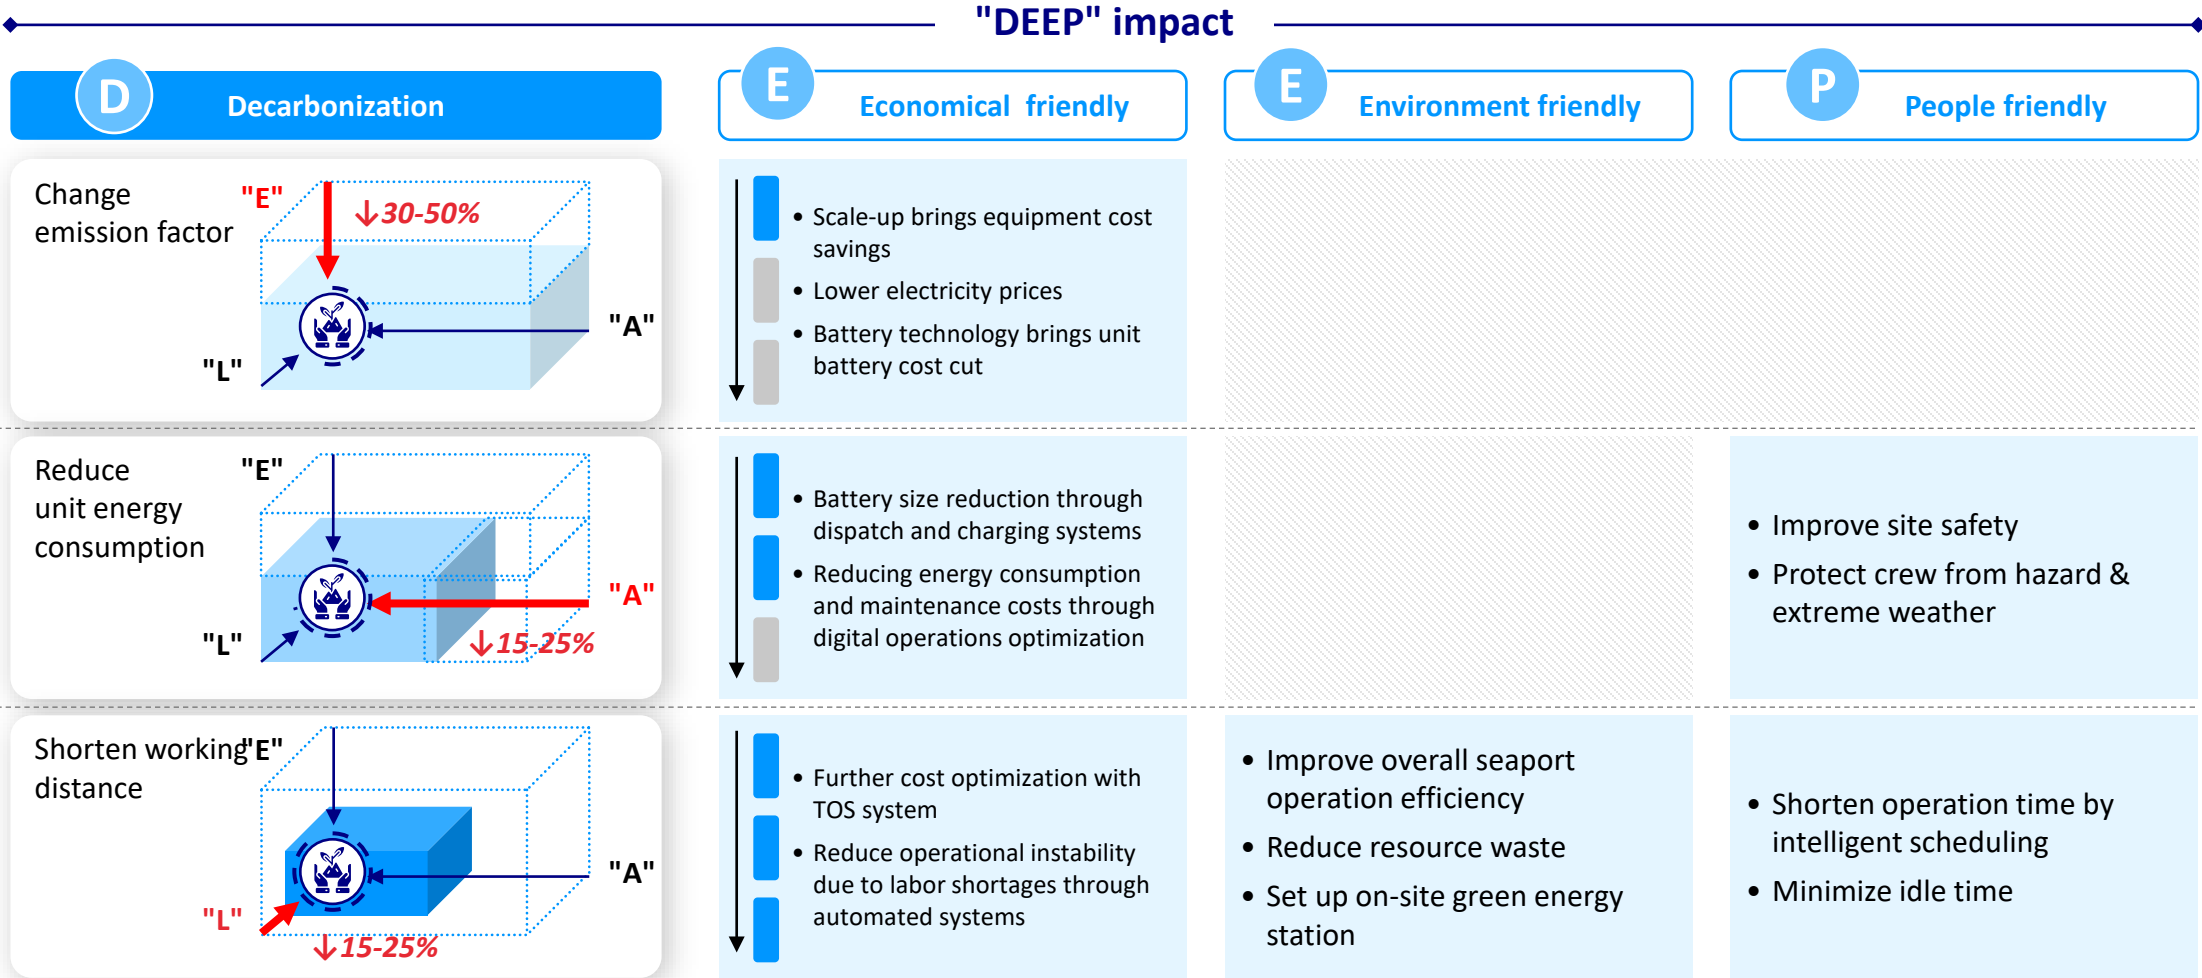 "DEEP" impact
D
Decarbonization
E
Economical  friendly
E
Environment friendly
P
People friendly
Change
emission factor
"E"
↓30-50%
"A"
"L"
• Scale-up brings equipment cost
savings
• Lower electricity prices
• Battery technology brings unit
battery cost cut
Reduce
unit energy
consumption
"E"
"A"
"L"
↓15-25%
• Battery size reduction through
dispatch and charging systems
• Reducing energy consumption
and maintenance costs through
digital operations optimization
• Improve site safety
• Protect crew from hazard &
extreme weather
Shorten working
distance
"E"
"A"
"L"
↓15-25%
• Further cost optimization with
TOS system
• Reduce operational instability
due to labor shortages through
automated systems
• Improve overall seaport
operation efficiency
• Reduce resource waste
• Set up on-site green energy
station
• Shorten operation time by
intelligent scheduling
• Minimize idle time